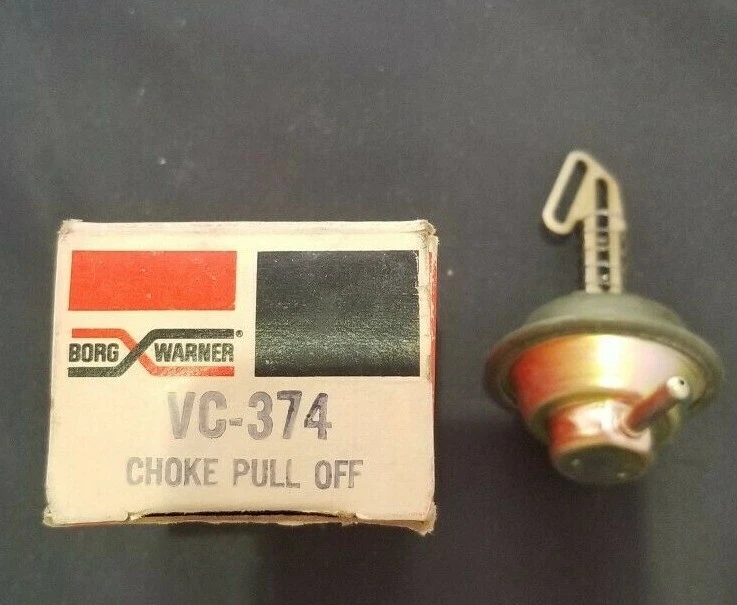 BORG WARNER®
VC-374
CHOKE PULL OFF